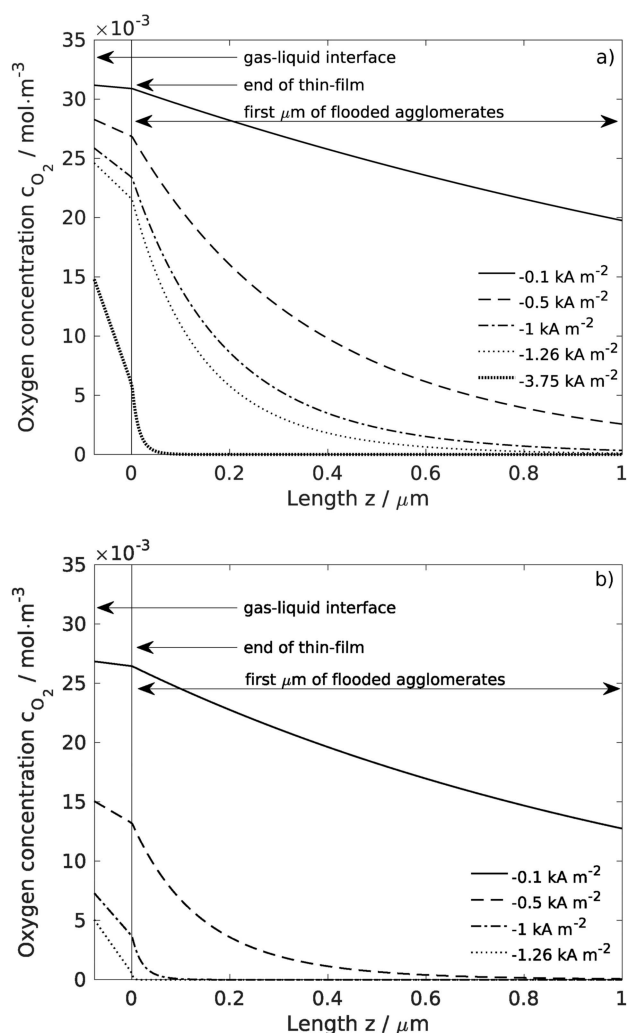 ×10⁻³
a)
35
30
25
20
15
10
5
0
Oxygen concentration c_O₂ / mol·m⁻³
gas-liquid interface
end of thin-film
first μm of flooded agglomerates
-0.1 kA m⁻²
-0.5 kA m⁻²
-1 kA m⁻²
-1.26 kA m⁻²
-3.75 kA m⁻²
0 0.2 0.4 0.6 0.8 1
Length z / μm
×10⁻³
b)
35
30
25
20
15
10
5
0
Oxygen concentration c_O₂ / mol·m⁻³
gas-liquid interface
end of thin-film
first μm of flooded agglomerates
-0.1 kA m⁻²
-0.5 kA m⁻²
-1 kA m⁻²
-1.26 kA m⁻²
0 0.2 0.4 0.6 0.8 1
Length z / μm